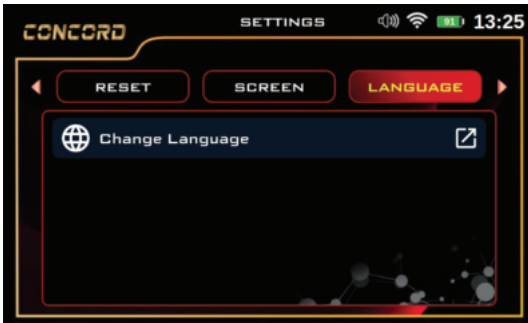 CONCORD
SETTINGS
91
13:25
RESET
SCREEN
LANGUAGE
Change Language